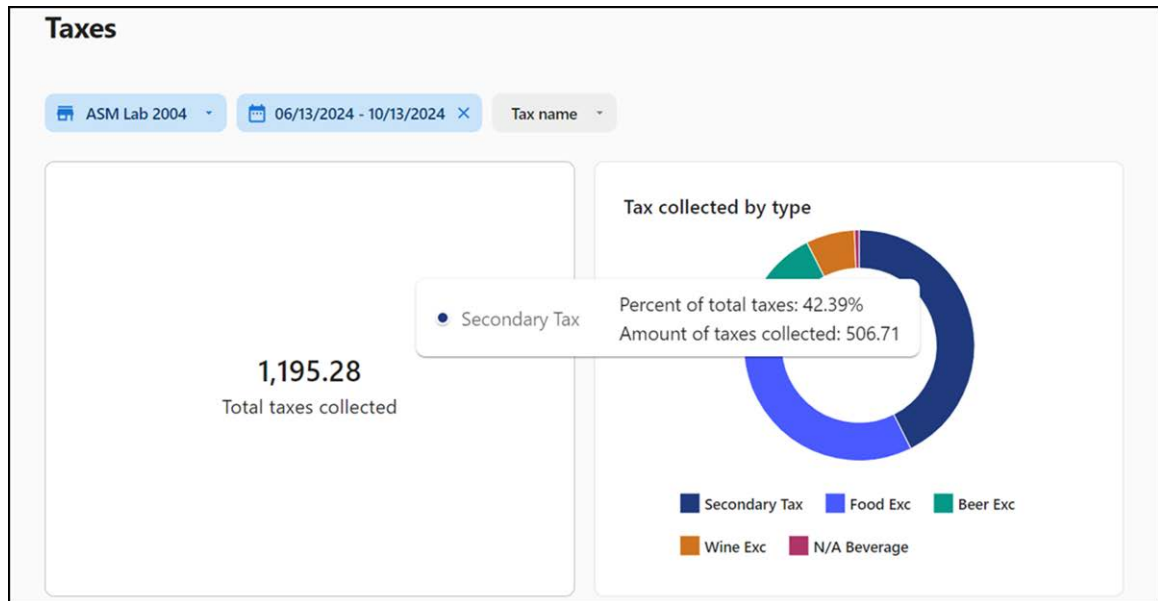 Taxes
ASM Lab 2004
06/13/2024 - 10/13/2024
Tax name
1,195.28
Total taxes collected
Tax collected by type
Secondary Tax
Percent of total taxes: 42.39%
Amount of taxes collected: 506.71
Secondary Tax
Food Exc
Beer Exc
Wine Exc
N/A Beverage